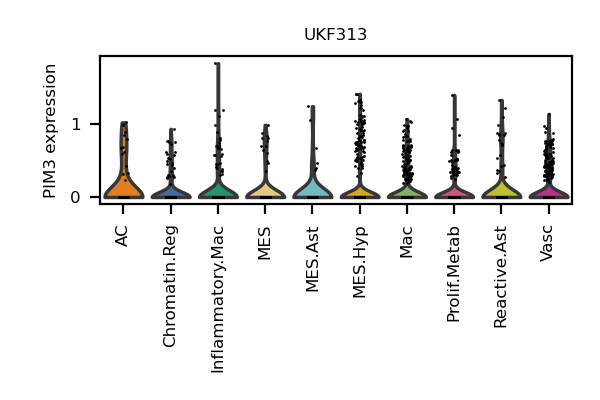 UKF313
PIM3 expression
1
0
AC
Chromatin.Reg
Inflammatory.Mac
MES
MES.Ast
MES.Hyp
Mac
Prolif.Metab
Reactive.Ast
Vasc